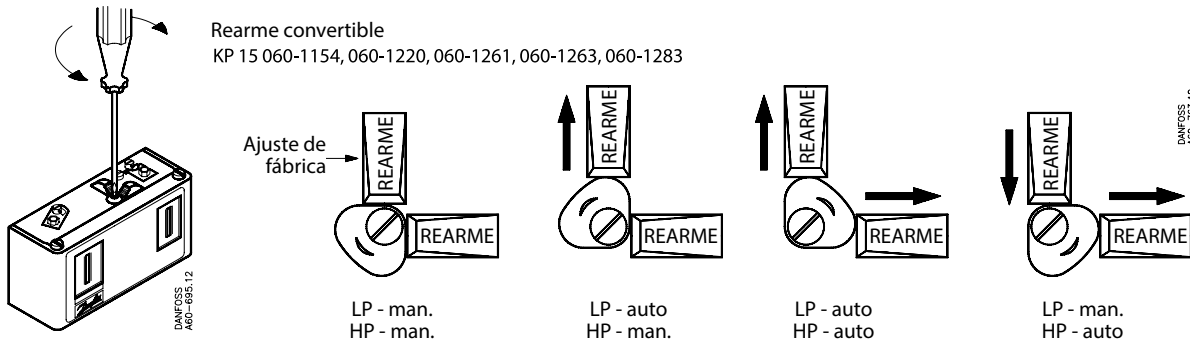 Rearme convertible
KP 15 060-1154, 060-1220, 060-1261, 060-1263, 060-1283
Ajuste de
fábrica
REARME
REARME
REARME
REARME
REARME
REARME
REARME
REARME
LP - man.
HP - man.
LP - auto
HP - man.
LP - auto
HP - auto
LP - man.
HP - auto
DANFOSS
A60-695.12
DANFOSS